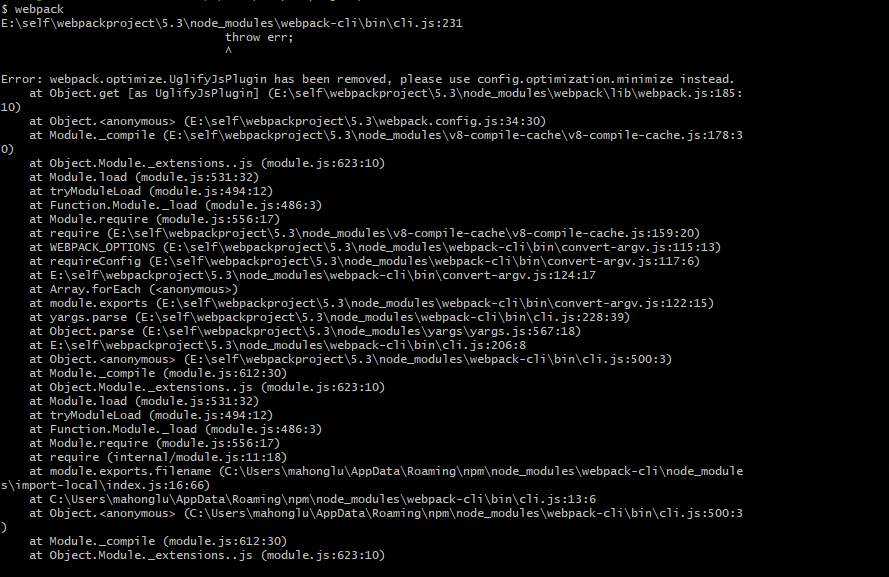 $ webpack
E:\self\webpackproject\5.3\node_modules\webpack-cli\bin\cli.js:231
throw err;
^
Error: webpack.optimize.UglifyJsPlugin has been removed, please use config.optimization.minimize instead.
at Object.get [as UglifyJsPlugin] (E:\self\webpackproject\5.3\node_modules\webpack\lib\webpack.js:185:
10)
at Object.<anonymous> (E:\self\webpackproject\5.3\webpack.config.js:34:30)
at Module._compile (E:\self\webpackproject\5.3\node_modules\v8-compile-cache\v8-compile-cache.js:178:3
0)
at Object.Module._extensions..js (module.js:623:10)
at Module.load (module.js:531:32)
at tryModuleLoad (module.js:494:12)
at Function.Module._load (module.js:486:3)
at Module.require (module.js:556:17)
at require (E:\self\webpackproject\5.3\node_modules\v8-compile-cache\v8-compile-cache.js:159:20)
at WEBPACK_OPTIONS (E:\self\webpackproject\5.3\node_modules\webpack-cli\bin\convert-argv.js:115:13)
at requireConfig (E:\self\webpackproject\5.3\node_modules\webpack-cli\bin\convert-argv.js:117:6)
at E:\self\webpackproject\5.3\node_modules\webpack-cli\bin\convert-argv.js:124:17
at Array.forEach (<anonymous>)
at module.exports (E:\self\webpackproject\5.3\node_modules\webpack-cli\bin\convert-argv.js:122:15)
at yargs.parse (E:\self\webpackproject\5.3\node_modules\webpack-cli\bin\cli.js:228:39)
at Object.parse (E:\self\webpackproject\5.3\node_modules\yargs\yargs.js:567:18)
at E:\self\webpackproject\5.3\node_modules\webpack-cli\bin\cli.js:206:8
at Object.<anonymous> (E:\self\webpackproject\5.3\node_modules\webpack-cli\bin\cli.js:500:3)
at Module._compile (module.js:612:30)
at Object.Module._extensions..js (module.js:623:10)
at Module.load (module.js:531:32)
at tryModuleLoad (module.js:494:12)
at Function.Module._load (module.js:486:3)
at Module.require (module.js:556:17)
at require (internal/module.js:11:18)
at module.exports.filename (C:\Users\mahonglu\AppData\Roaming\npm\node_modules\webpack-cli\node_module
s\import-local\index.js:16:66)
at C:\Users\mahonglu\AppData\Roaming\npm\node_modules\webpack-cli\bin\cli.js:13:6
at Object.<anonymous> (C:\Users\mahonglu\AppData\Roaming\npm\node_modules\webpack-cli\bin\cli.js:500:3
)
at Module._compile (module.js:612:30)
at Object.Module._extensions..js (module.js:623:10)